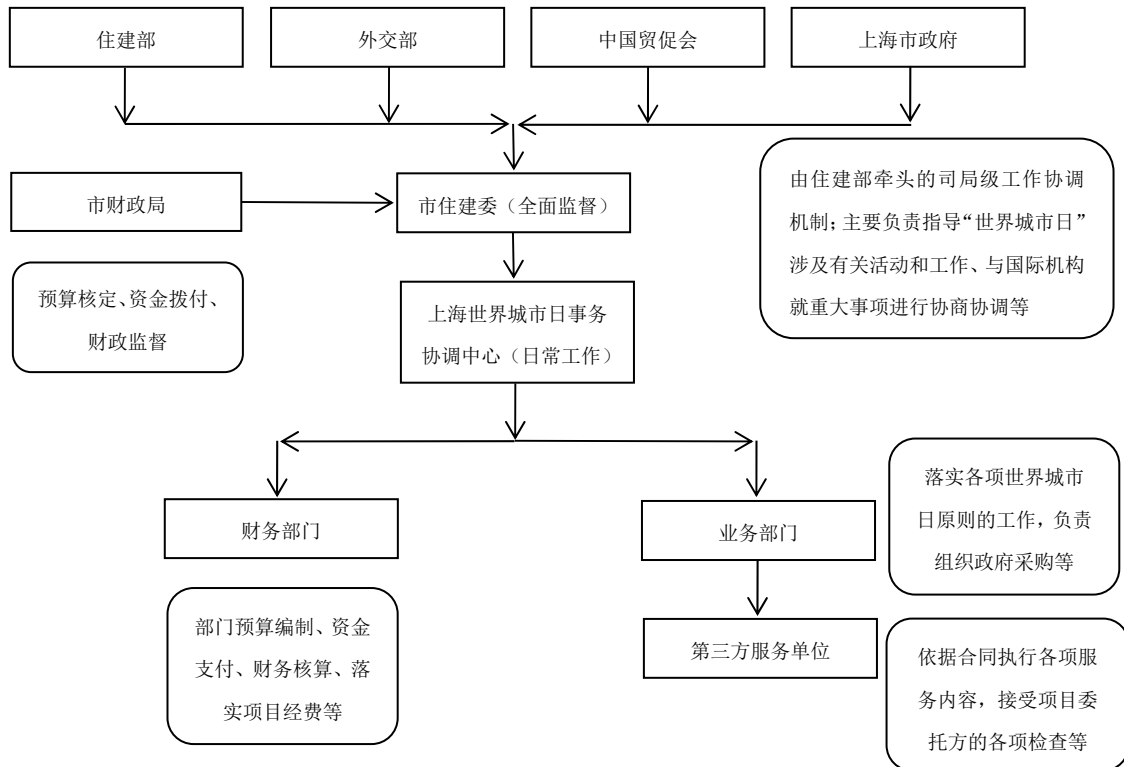 住建部
外交部
中国贸促会
上海市政府
市财政局
市住建委（全面监督）
由住建部牵头的司局级工作协调
机制；主要负责指导“世界城市日”
涉及有关活动和工作、与国际机构
就重大事项进行协商协调等
预算核定、资金拨付、
财政监督
上海世界城市日事务
协调中心（日常工作）
财务部门
业务部门
落实各项世界城市
日原则的工作，负责
组织政府采购等
部门预算编制、资金
支付、财务核算、落
实项目经费等
第三方服务单位
依据合同执行各项服
务内容，接受项目委
托方的各项检查等